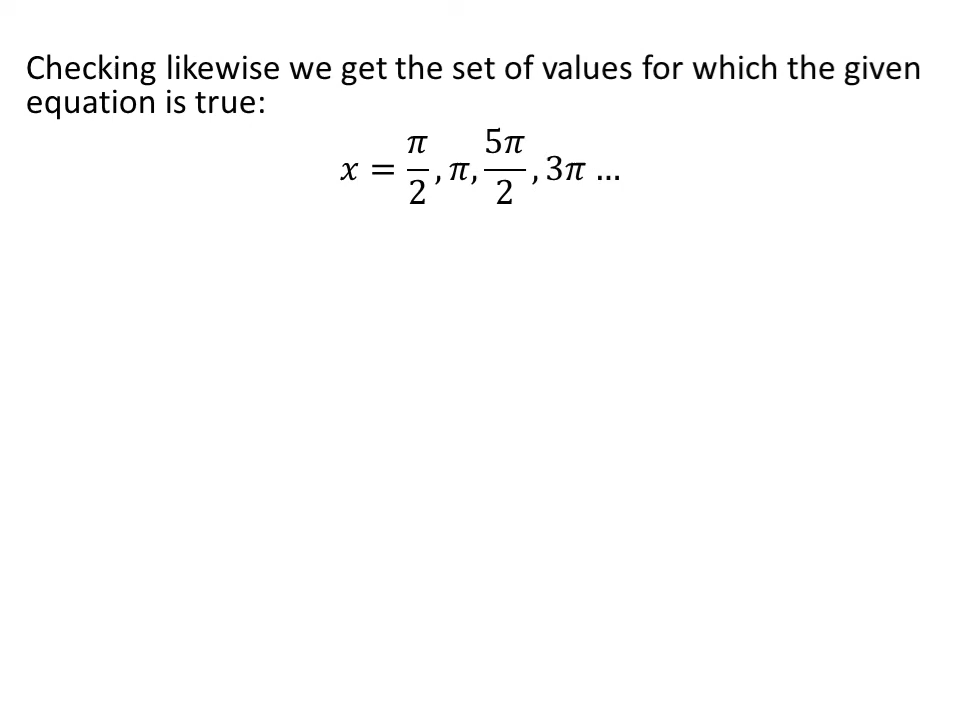 Checking likewise we get the set of values for which the given
equation is true:
𝑥 = 𝜋/2 , 𝜋, 5𝜋/2 , 3𝜋 …